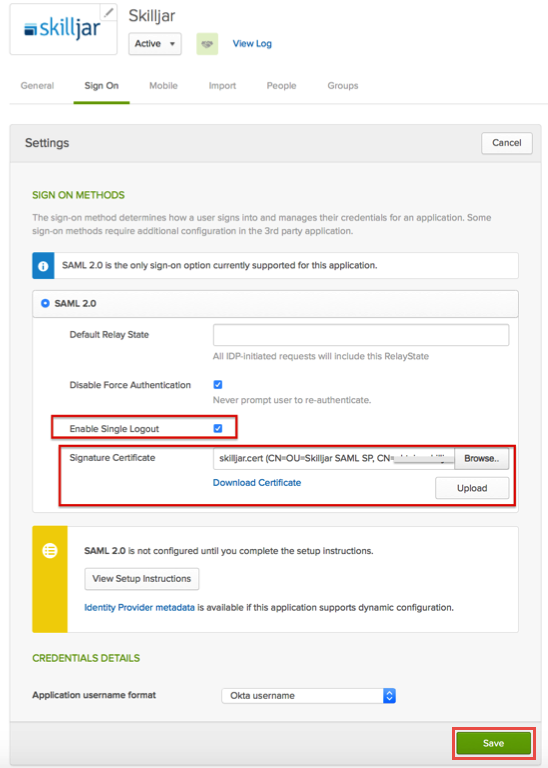 skilljar
Skilljar
Active
View Log
General Sign On Mobile Import People Groups
Settings
Cancel
SIGN ON METHODS
The sign-on method determines how a user signs into and manages their credentials for an application. Some
sign-on methods require additional configuration in the 3rd party application.
SAML 2.0 is the only sign-on option currently supported for this application.
SAML 2.0
Default Relay State
All IDP-initiated requests will include this RelayState
Disable Force Authentication
Never prompt user to re-authenticate.
Enable Single Logout
Signature Certificate
skilljar.cert (CN=OU=Skilljar SAML SP, CN=
Browse..
Download Certificate
Upload
SAML 2.0 is not configured until you complete the setup instructions.
View Setup Instructions
Identity Provider metadata is available if this application supports dynamic configuration.
CREDENTIALS DETAILS
Application username format
Okta username
Save